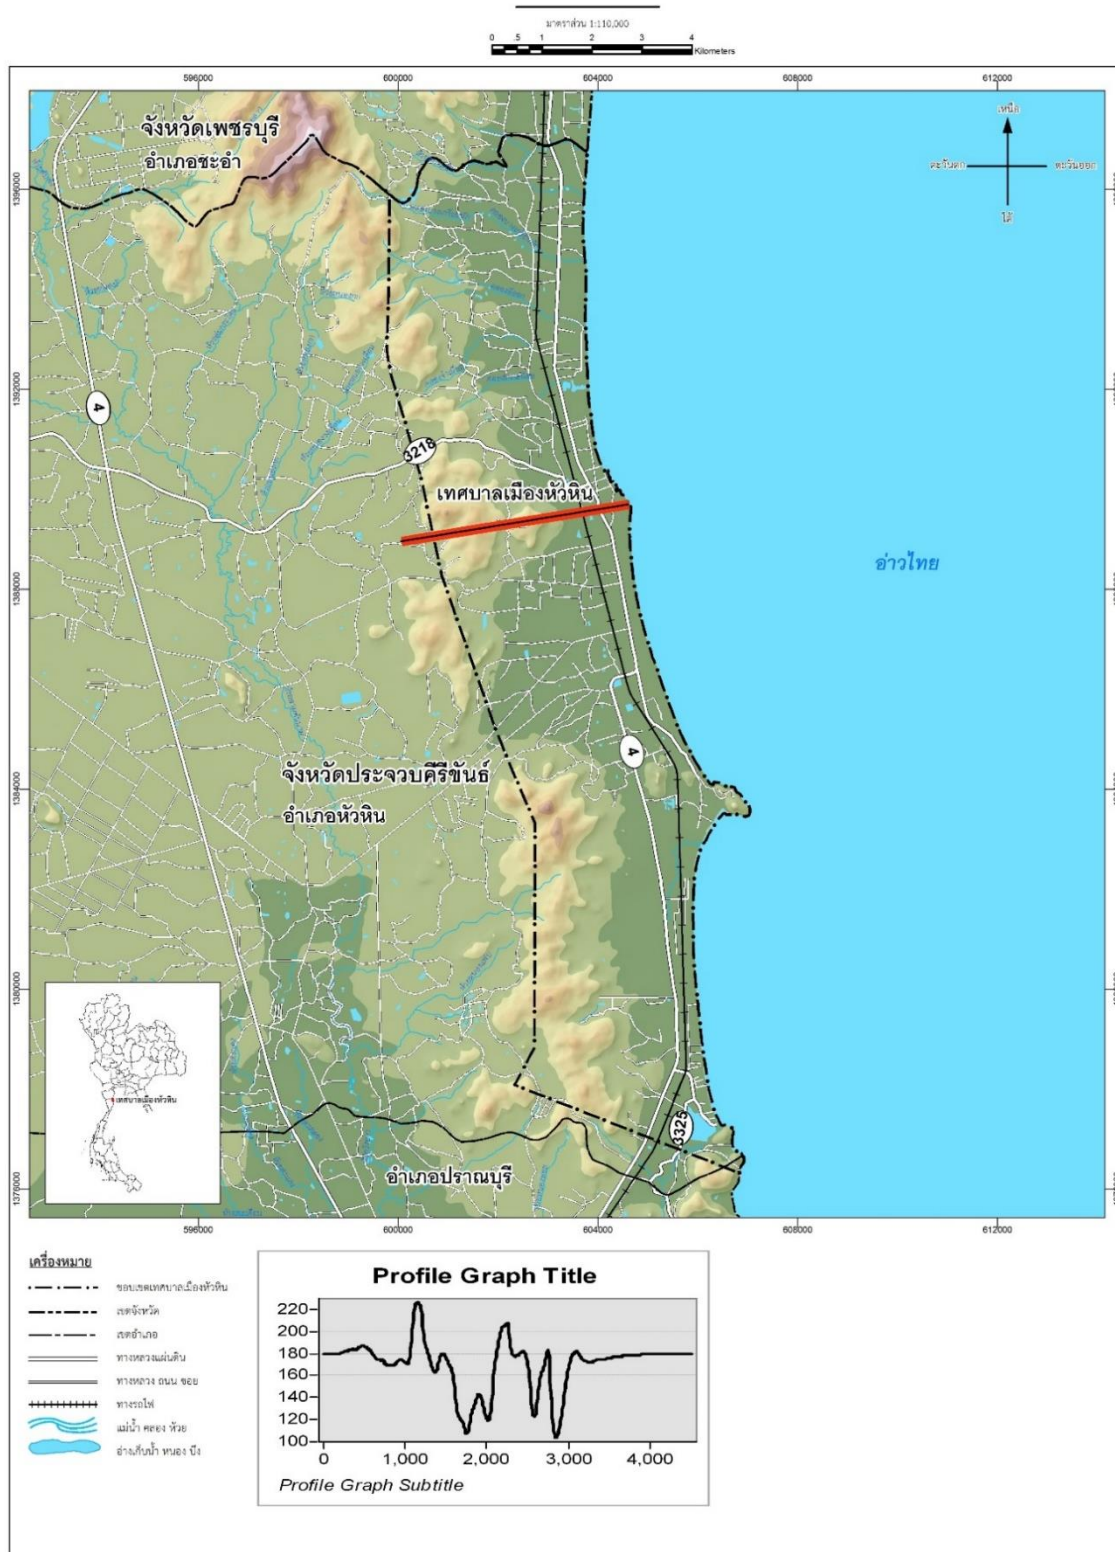 มาตราส่วน 1:110,000
0 .5 1 2 3 4
Kilometers
596000 600000 604000 608000 612000
จังหวัดเพชรบุรี
อำเภอชะอำ
เหนือ
ตะวันตก ตะวันออก
ใต้
1396000
1392000
4
3218
เทศบาลเมืองหัวหิน
อ่าวไทย
1388000
4
จังหวัดประจวบคีรีขันธ์
อำเภอหัวหิน
1384000
1380000
เทศบาลเมืองหัวหิน
3325
อำเภอปราณบุรี
1376000
596000 600000 604000 608000 612000
เครื่องหมาย
ขอบเขตเทศบาลเมืองหัวหิน
เขตจังหวัด
เขตอำเภอ
ทางหลวงแผ่นดิน
ทางหลวง ถนน ซอย
ทางรถไฟ
แม่น้ำ คลอง ห้วย
อ่างเก็บน้ำ หนอง บึง
Profile Graph Title
220
200
180
160
140
120
100
0 1,000 2,000 3,000 4,000
Profile Graph Subtitle